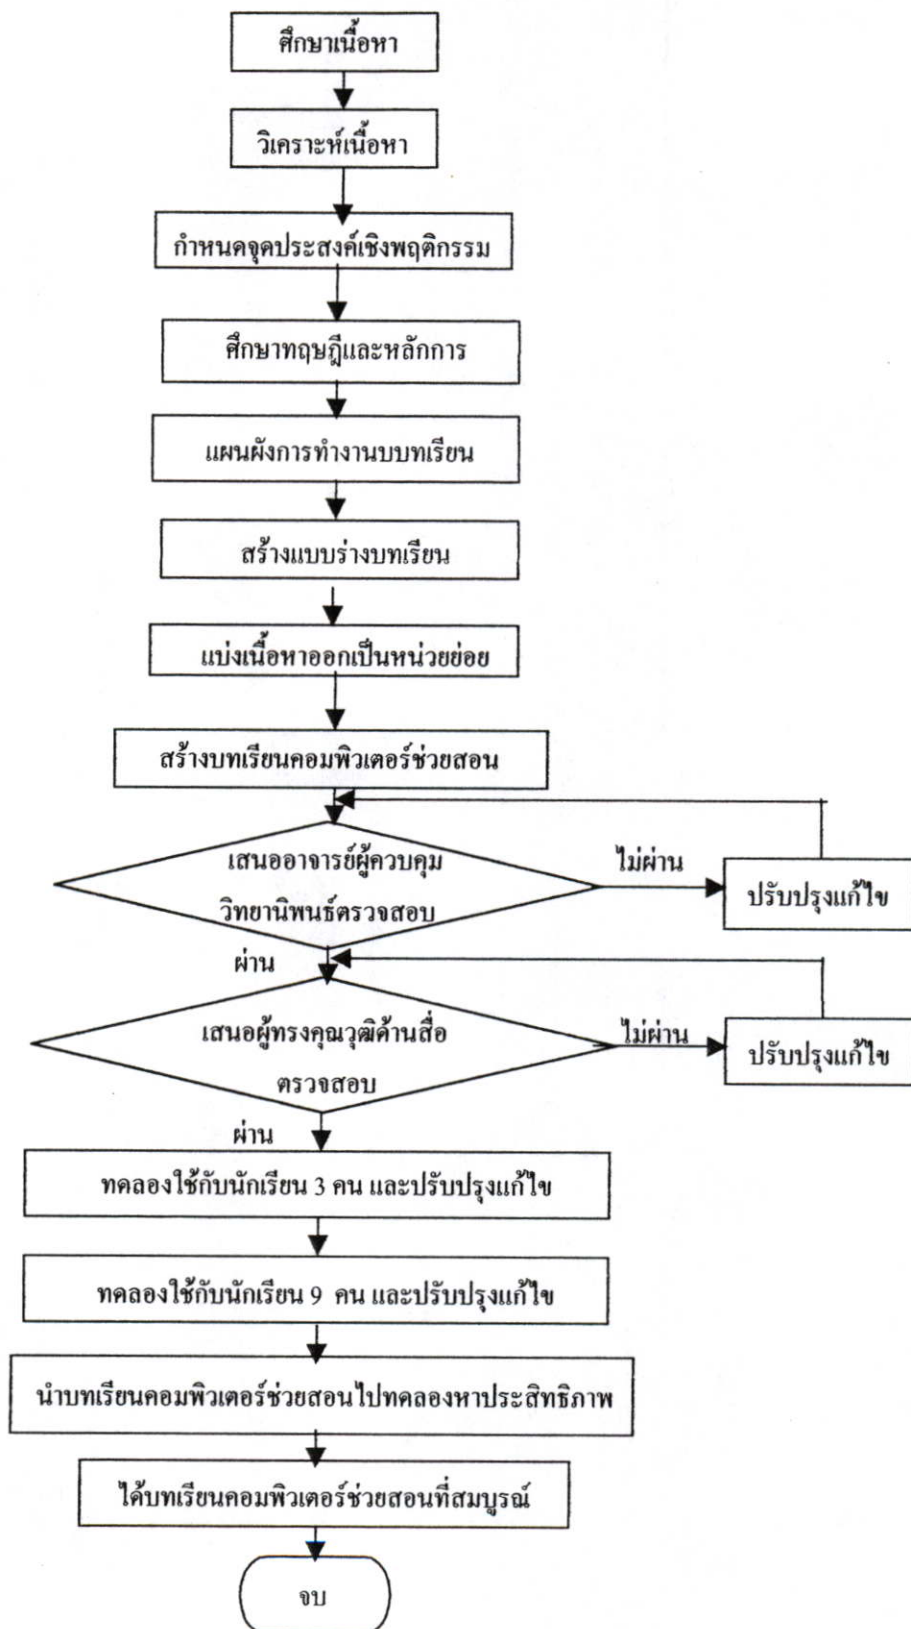 ศึกษาเนื้อหา
วิเคราะห์เนื้อหา
กำหนดจุดประสงค์เชิงพฤติกรรม
ศึกษาทฤษฎีและหลักการ
แผนผังการทำงานบบทเรียน
สร้างแบบร่างบทเรียน
แบ่งเนื้อหาออกเป็นหน่วยย่อย
สร้างบทเรียนคอมพิวเตอร์ช่วยสอน
เสนออาจารย์ผู้ควบคุม
วิทยานิพนธ์ตรวจสอบ
ไม่ผ่าน
ปรับปรุงแก้ไข
ผ่าน
เสนอผู้ทรงคุณวุฒิด้านสื่อ
ตรวจสอบ
ไม่ผ่าน
ปรับปรุงแก้ไข
ผ่าน
ทดลองใช้กับนักเรียน 3 คน และปรับปรุงแก้ไข
ทดลองใช้กับนักเรียน 9 คน และปรับปรุงแก้ไข
นำบทเรียนคอมพิวเตอร์ช่วยสอนไปทดลองหาประสิทธิภาพ
ได้บทเรียนคอมพิวเตอร์ช่วยสอนที่สมบูรณ์
จบ